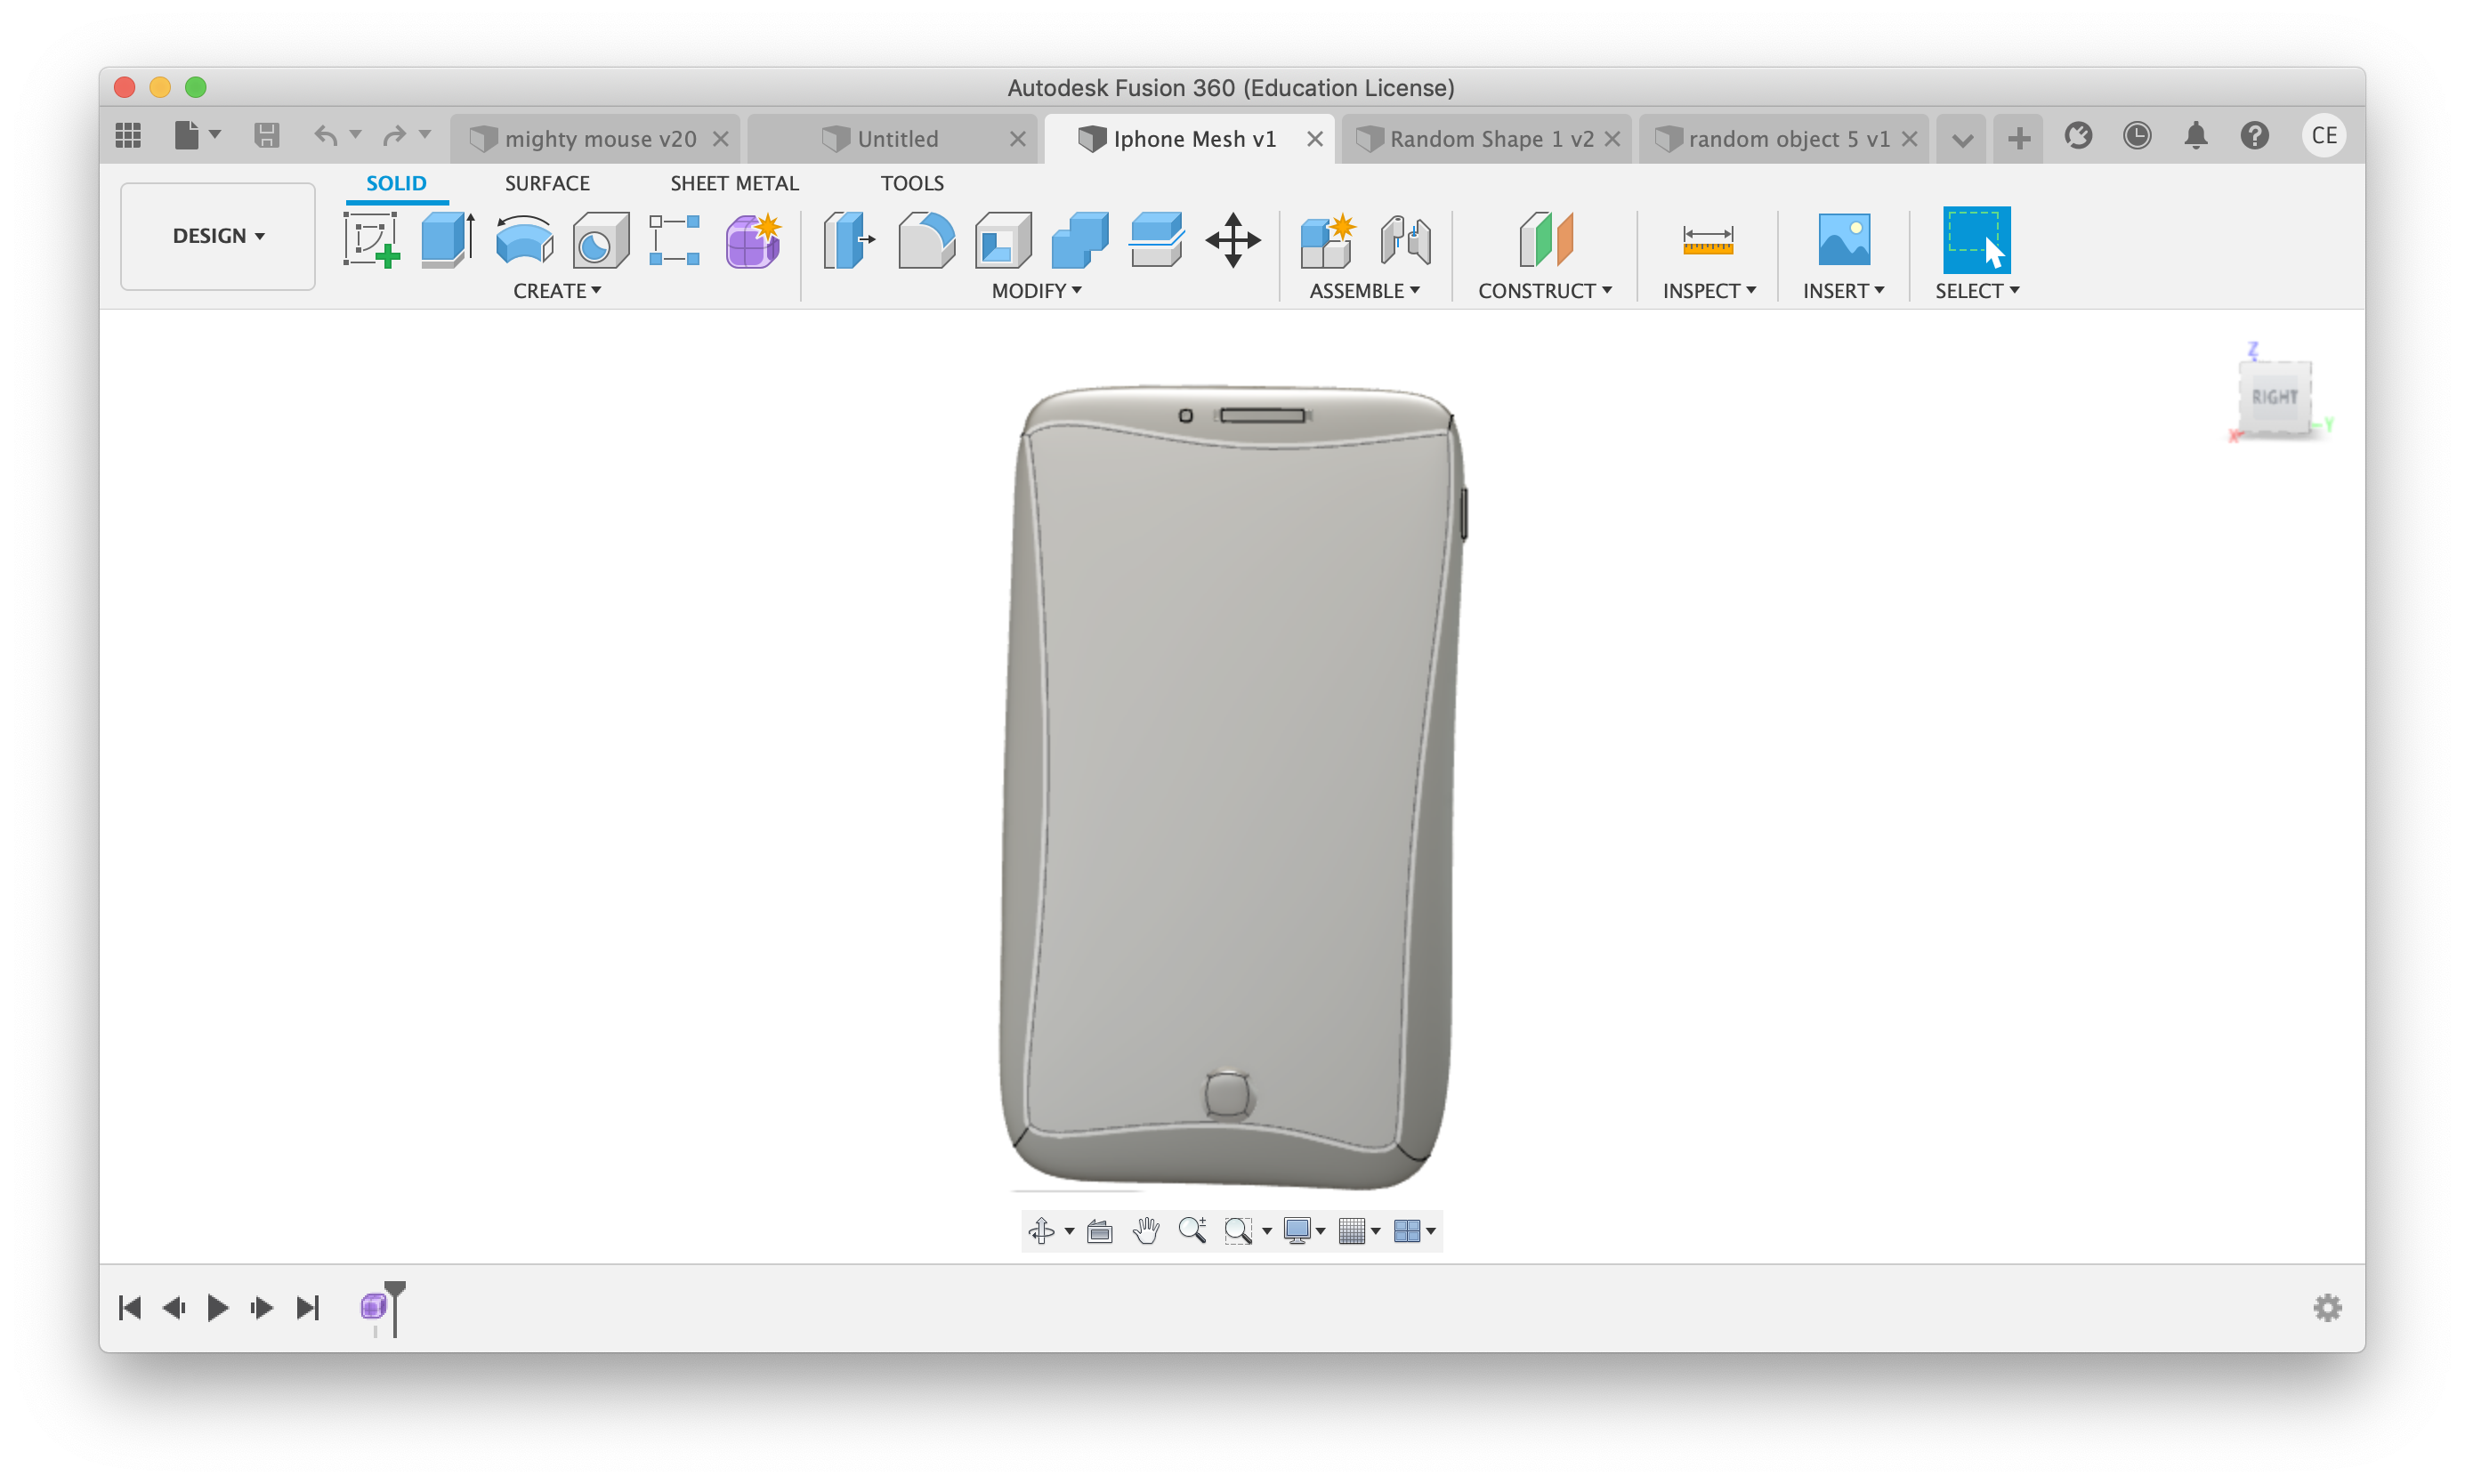 Autodesk Fusion 360 (Education License)
mighty mouse v20
Untitled
Iphone Mesh v1
Random Shape 1 v2
random object 5 v1
CE
DESIGN
SOLID
SURFACE
SHEET METAL
TOOLS
CREATE
MODIFY
ASSEMBLE
CONSTRUCT
INSPECT
INSERT
SELECT
Z
RIGHT
X
Y